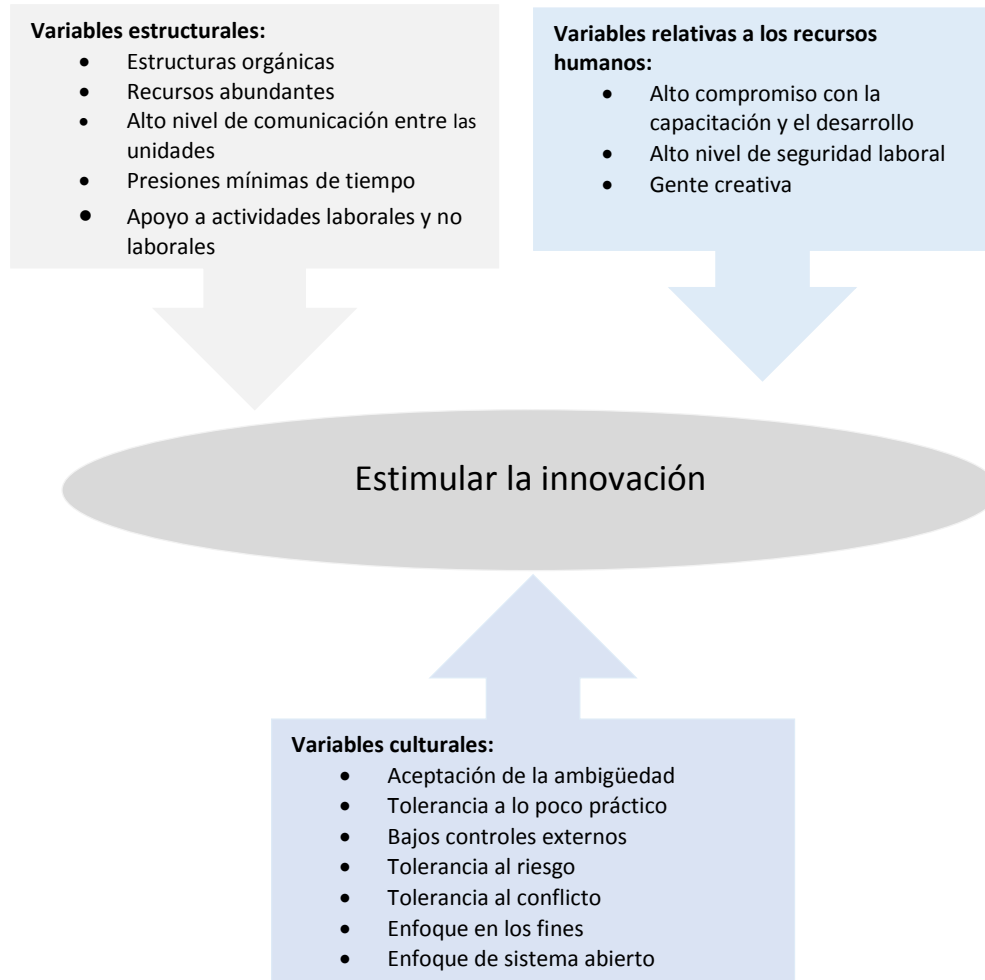 Variables estructurales:
• Estructuras orgánicas
• Recursos abundantes
• Alto nivel de comunicación entre las
unidades
• Presiones mínimas de tiempo
• Apoyo a actividades laborales y no
laborales
Variables relativas a los recursos
humanos:
• Alto compromiso con la
capacitación y el desarrollo
• Alto nivel de seguridad laboral
• Gente creativa
Estimular la innovación
Variables culturales:
• Aceptación de la ambigüedad
• Tolerancia a lo poco práctico
• Bajos controles externos
• Tolerancia al riesgo
• Tolerancia al conflicto
• Enfoque en los fines
• Enfoque de sistema abierto